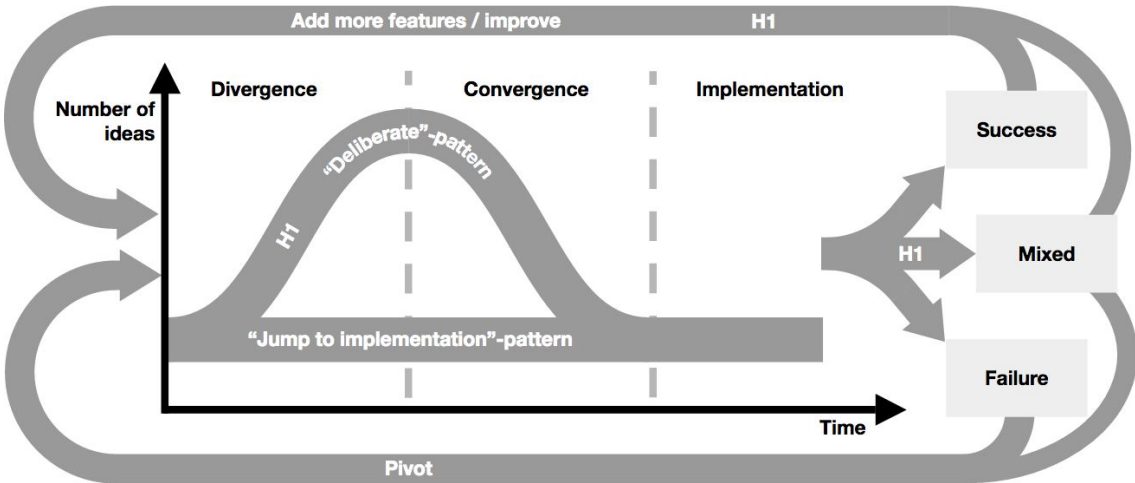 Add more features / improve H1
Divergence Convergence Implementation
Number of
ideas
"Deliberate"-pattern
H1
"Jump to implementation"-pattern
Time
Success
H1
Mixed
Failure
Pivot